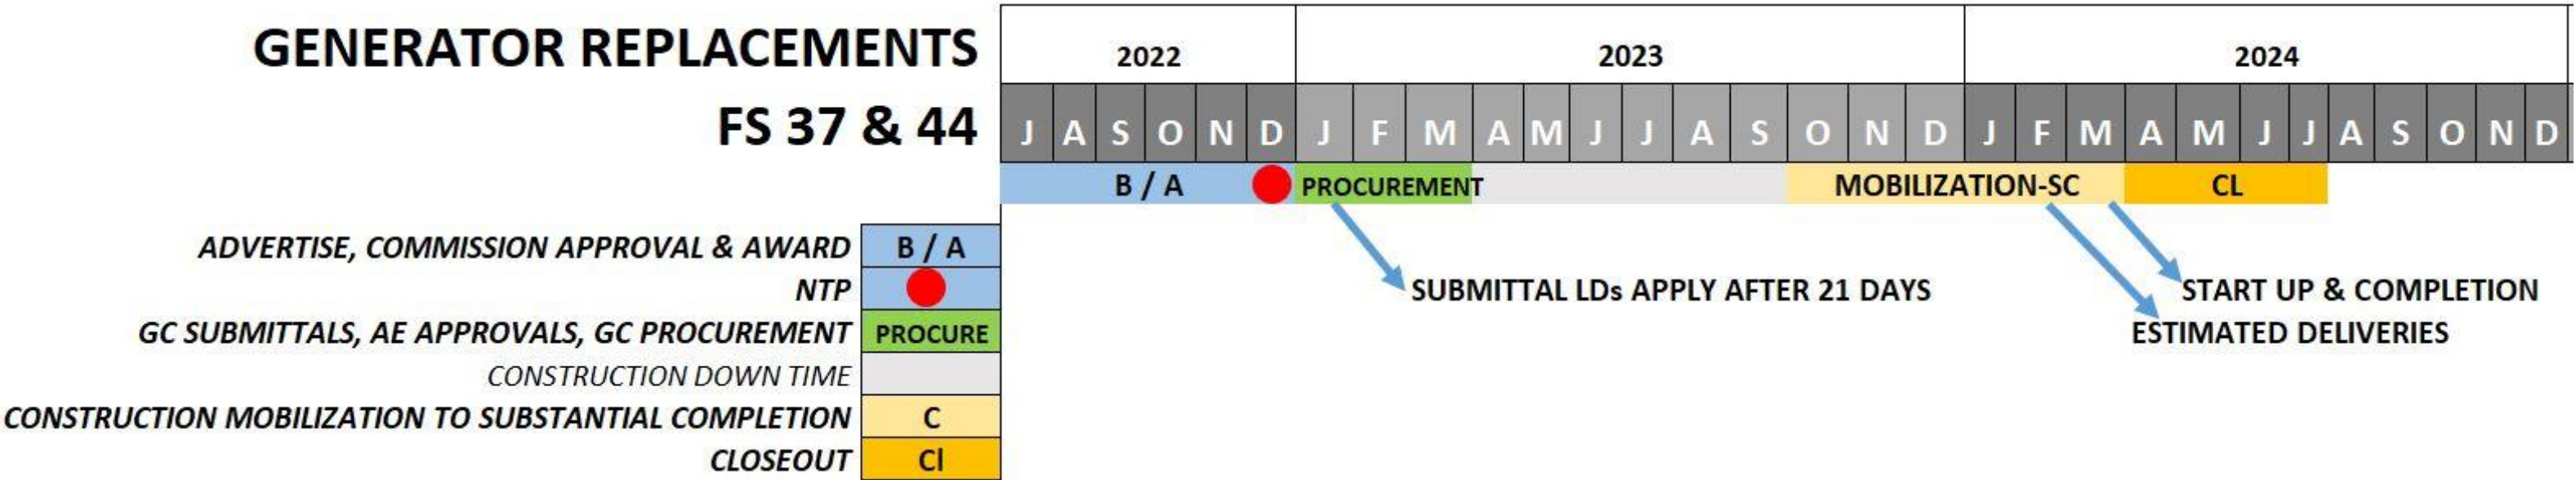 GENERATOR REPLACEMENTS
FS 37 & 44
2022 2023 2024
J A S O N D J F M A M J J A S O N D J F M A M J J A S O N D
B / A PROCUREMENT MOBILIZATION-SC CL
ADVERTISE, COMMISSION APPROVAL & AWARD B / A
NTP
GC SUBMITTALS, AE APPROVALS, GC PROCUREMENT PROCURE
CONSTRUCTION DOWN TIME
CONSTRUCTION MOBILIZATION TO SUBSTANTIAL COMPLETION C
CLOSEOUT Cl
SUBMITTAL LDs APPLY AFTER 21 DAYS
START UP & COMPLETION
ESTIMATED DELIVERIES